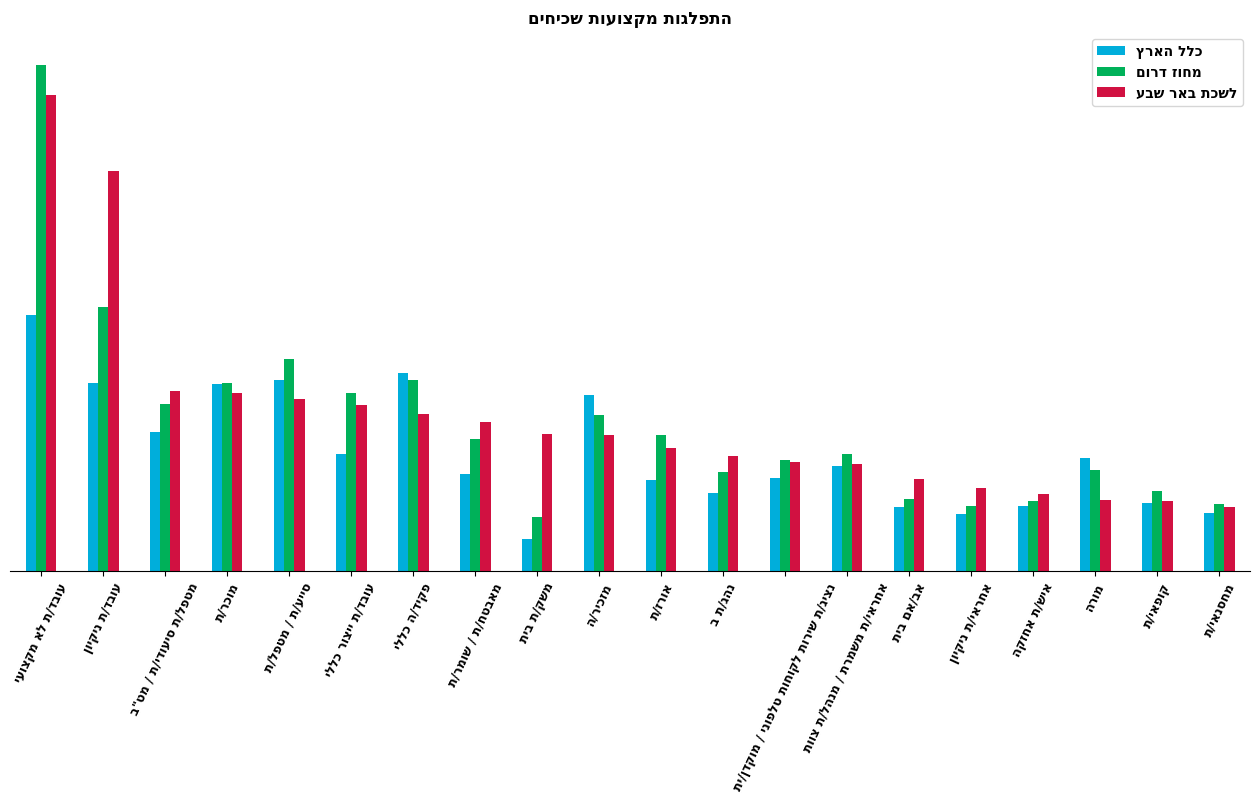 התפלגות מקצועות שכיחים
כלל הארץ
מחוז דרום
לשכת באר שבע
עובד/ת לא מקצועי
עובד/ת ניקיון
מטפל/ת סיעודי/ת / מט"ב
מוכר/ת
סייע/ת / מטפל/ת
עובד/ת ייצור כללי
פקיד/ה כללי
מאבטח/ת / שומר/ת
משק/ת בית
מזכיר/ה
אורז/ת
נהג/ת ב
נציג/ת שירות לקוחות טלפוני / מוקדן/ית
אחראי/ת משמרת / מנהל/ת צוות
אב/אם בית
אחראי/ת ניקיון
איש/ת אחזקה
מורה
קופאי/ת
מחסנאי/ת